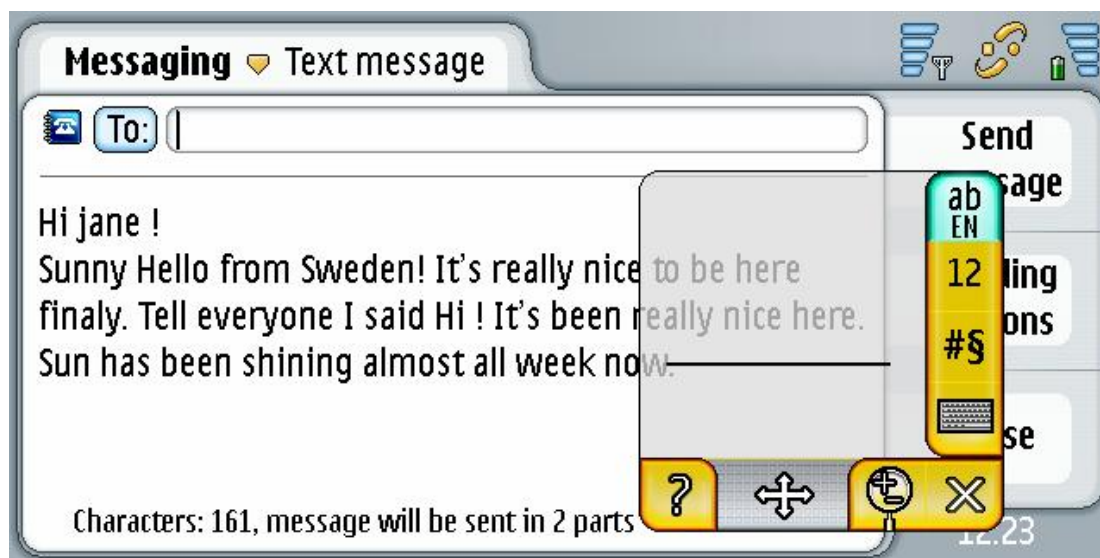 Messaging Text message
To:
Send
sage
Hi jane !
Sunny Hello from Sweden! It's really nice to be here
finaly. Tell everyone I said Hi ! It's been really nice here.
Sun has been shining almost all week now.
ab
EN
12
ling
#§
ons
se
?
Characters: 161, message will be sent in 2 parts
12:23